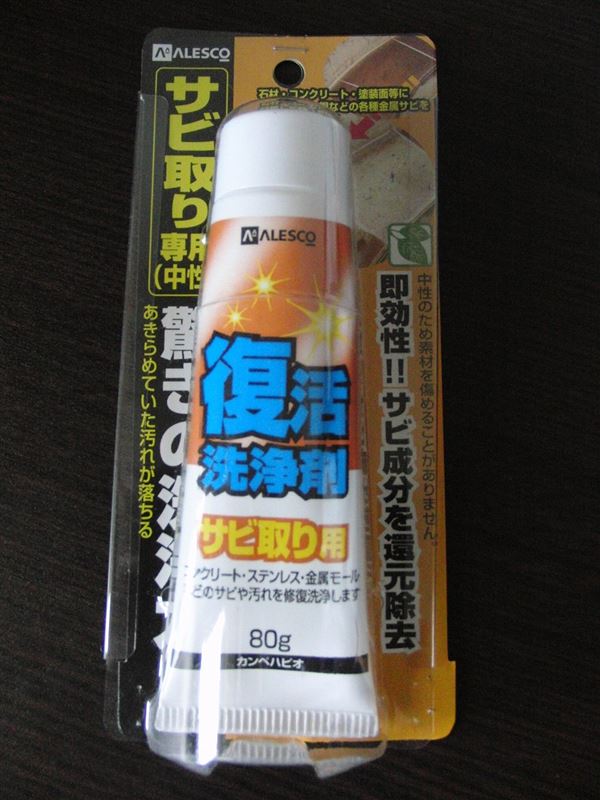 ALESCO
サビ取り
専用
(中性
驚きの
あきらめていた汚れが落ちる
石材・コンクリート・塗装面等に
などの各種金属サビを
中性のため素材を傷めることがありません。
即効性!!サビ成分を還元除去
ALESCO
復活
洗浄剤
サビ取り用
ンクリート・ステンレス・金属モール・
どのサビや汚れを修復洗浄します
80g
カンペハピオ